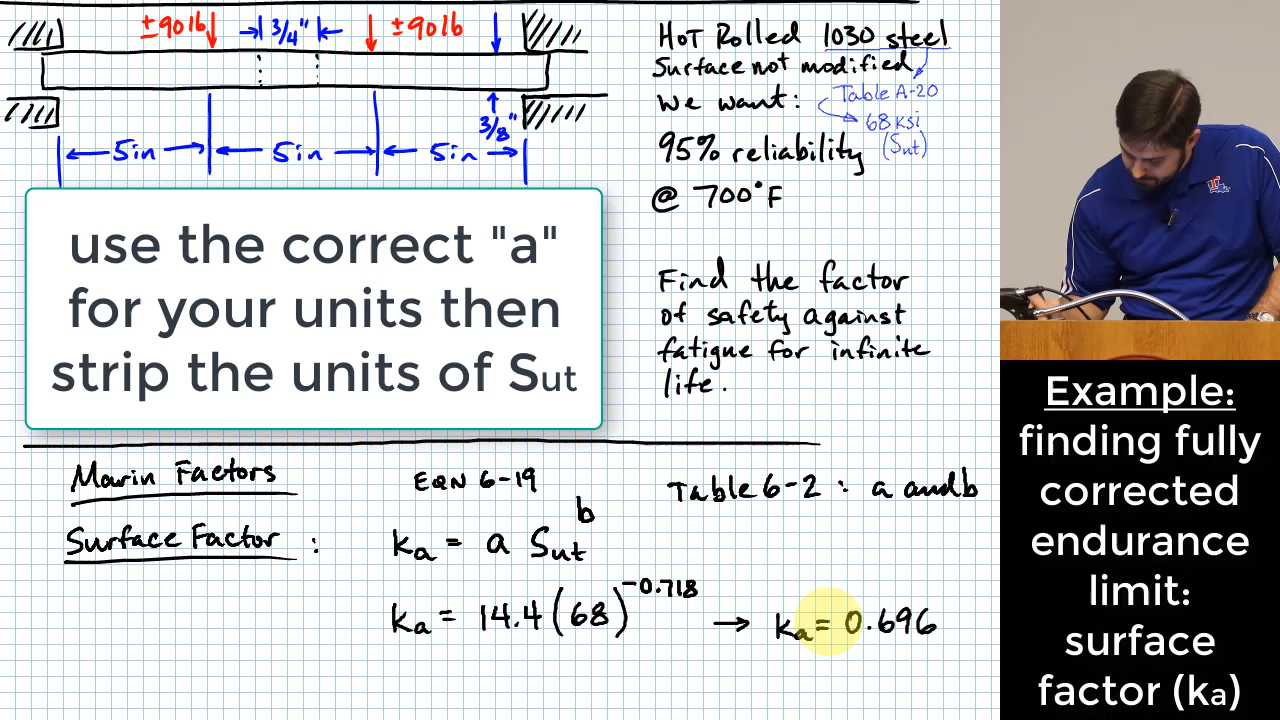 ±90lb 3/4" ±90lb
3/8"
5in 5in 5in
Hot Rolled 1030 steel
Surface not modified
We want: Table A-20
68 ksi
95% reliability (Sut)
@ 700°F
use the correct "a"
for your units then
strip the units of Sut
Find the factor
of safety against
fatigue for infinite
life.
Marin Factors EQN 6-19 Table 6-2: a and b
Surface Factor: ka = a Sut^b
ka = 14.4(68)^-0.718 → ka = 0.696
Example:
finding fully
corrected
endurance
limit:
surface
factor (ka)